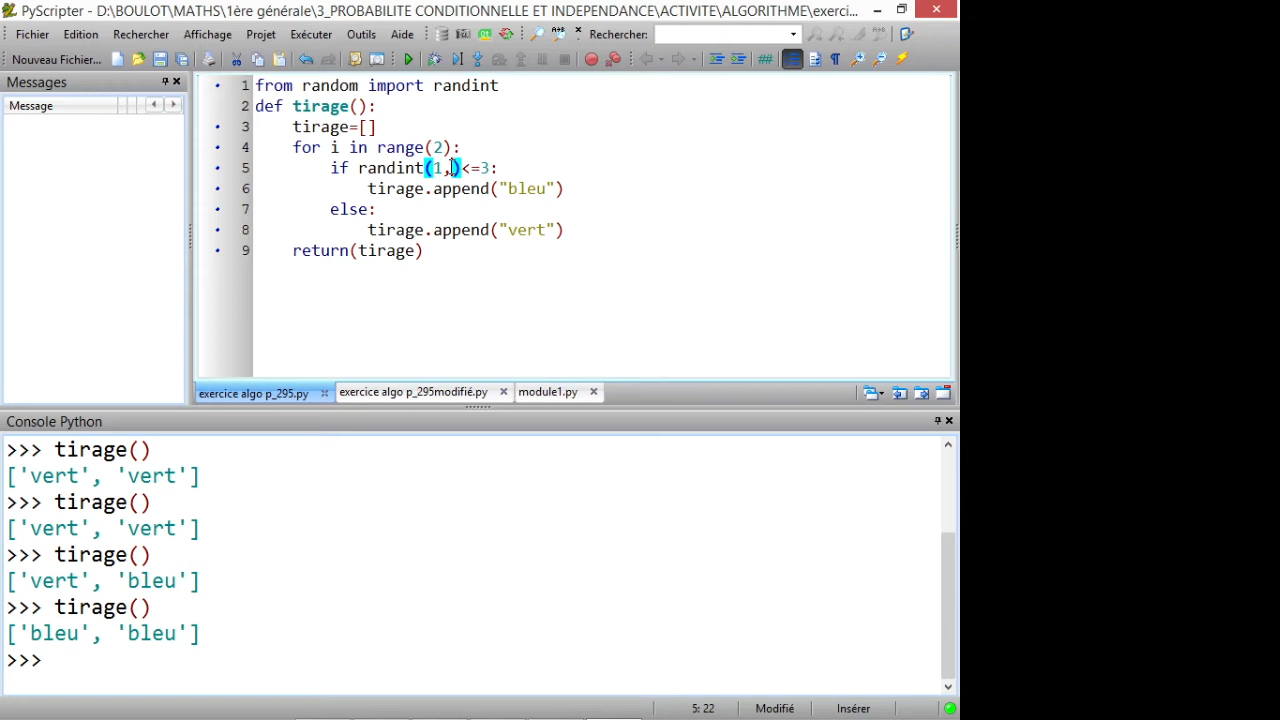 PyScripter - D:\BOULOT\MATHS\1ère générale\3_PROBABILITE CONDITIONNELLE ET INDEPENDANCE\ACTIVITE\ALGORITHME\exerci...
Fichier Edition Rechercher Affichage Projet Exécuter Outils Aide Rechercher:
Nouveau Fichier...
Messages
Message
1 from random import randint
2 def tirage():
3 tirage=[]
4 for i in range(2):
5 if randint(1,)<=3:
6 tirage.append("bleu")
7 else:
8 tirage.append("vert")
9 return(tirage)
exercice algo p_295.py exercice algo p_295modifié.py module1.py
Console Python
>>> tirage()
['vert', 'vert']
>>> tirage()
['vert', 'vert']
>>> tirage()
['vert', 'bleu']
>>> tirage()
['bleu', 'bleu']
>>>
5: 22 Modifié Insérer